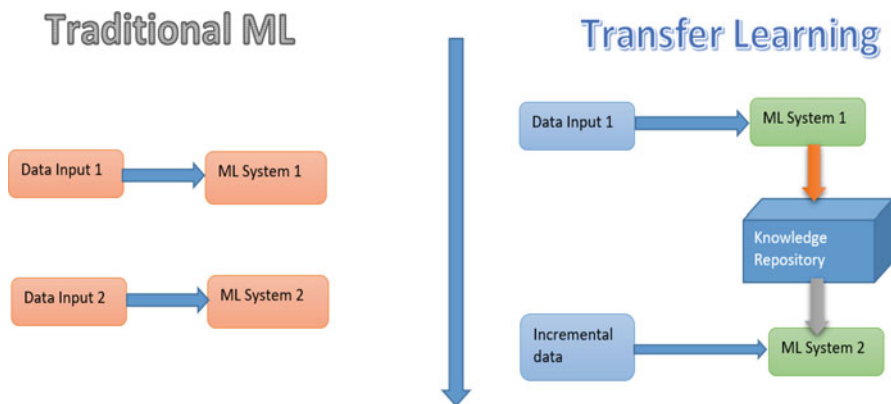 Traditional ML
Data Input 1
ML System 1
Data Input 2
ML System 2
Transfer Learning
Data Input 1
ML System 1
Knowledge
Repository
Incremental
data
ML System 2